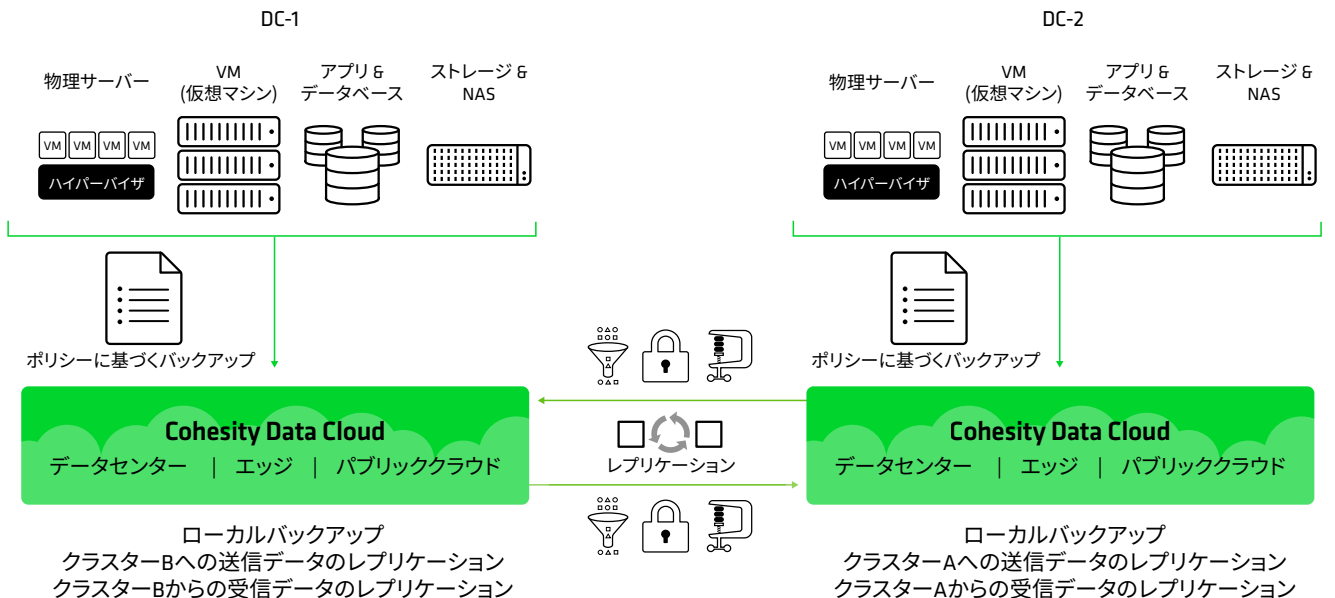 DC-1
物理サーバー
VM
(仮想マシン)
アプリ &
データベース
ストレージ &
NAS
VM VM VM VM
ハイパーバイザ
ポリシーに基づくバックアップ
Cohesity Data Cloud
データセンター | エッジ | パブリッククラウド
ローカルバックアップ
クラスターBへの送信データのレプリケーション
クラスターBからの受信データのレプリケーション
レプリケーション
DC-2
物理サーバー
VM
(仮想マシン)
アプリ &
データベース
ストレージ &
NAS
VM VM VM VM
ハイパーバイザ
ポリシーに基づくバックアップ
Cohesity Data Cloud
データセンター | エッジ | パブリッククラウド
ローカルバックアップ
クラスターAへの送信データのレプリケーション
クラスターAからの受信データのレプリケーション